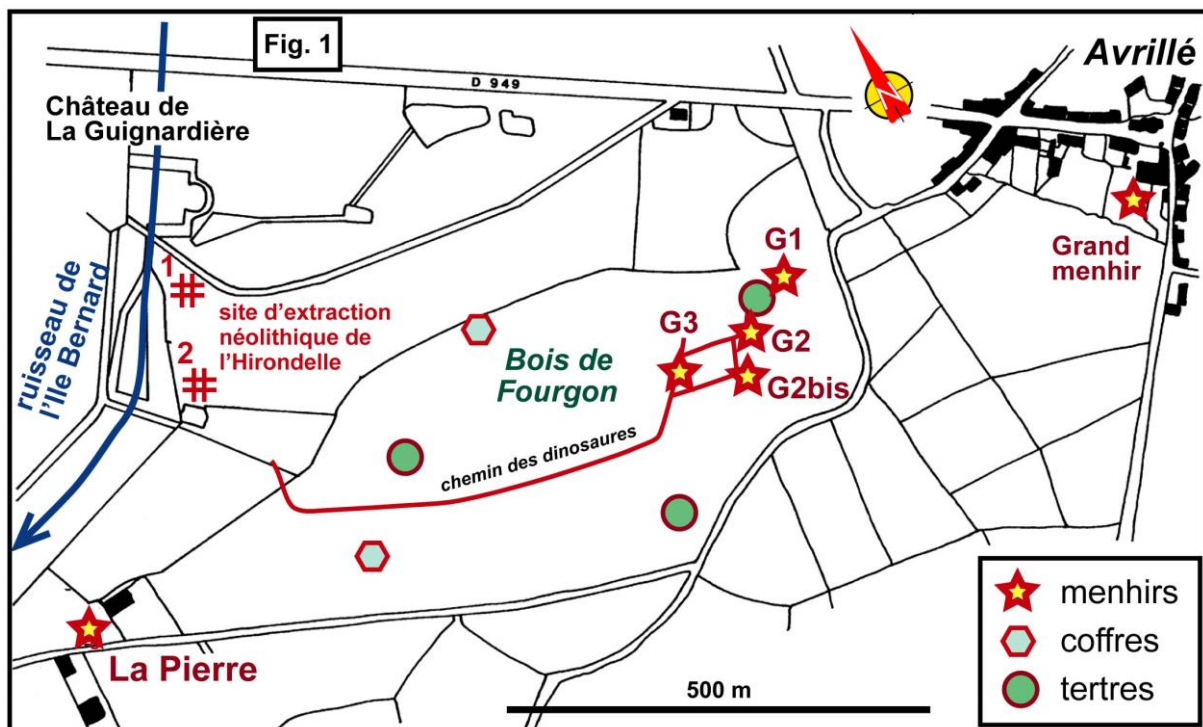 Fig. 1
D 949
Avrillé
Château de
La Guignardière
Grand
menhir
G1
1
site d'extraction
néolithique de
l'Hirondelle
ruisseau de
l'Ile Bernard
2
G3
G2
Bois de
Fourgon
G2bis
chemin des dinosaures
La Pierre
500 m
menhirs
coffres
tertres
N